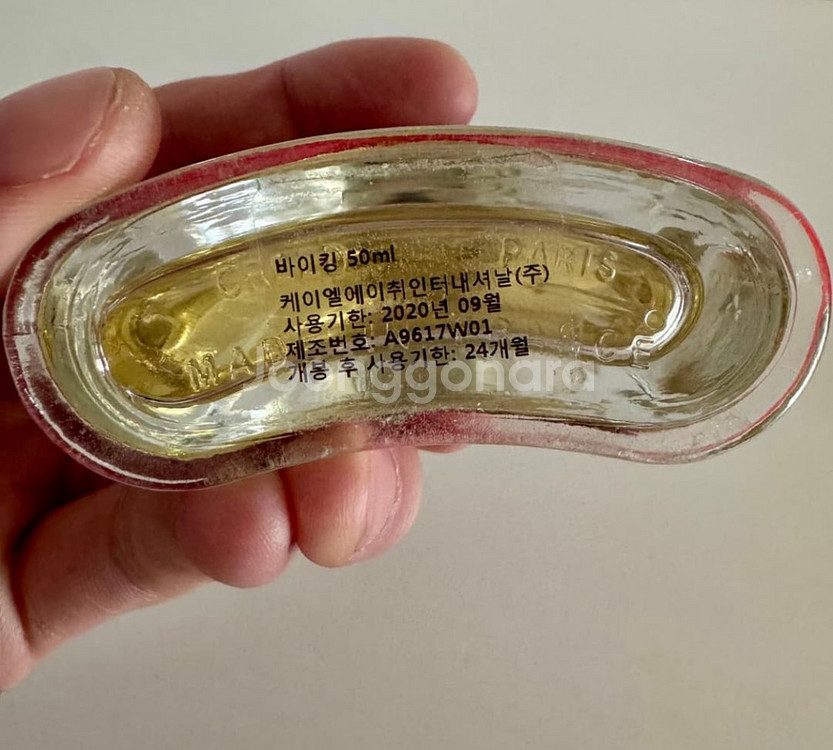 바이킹 50ml
케이엘에이취인터내셔날(주)
사용기한: 2020년 09월
제조번호: A9617W01
개봉 후 사용기한: 24개월
PARIS
joonggonara